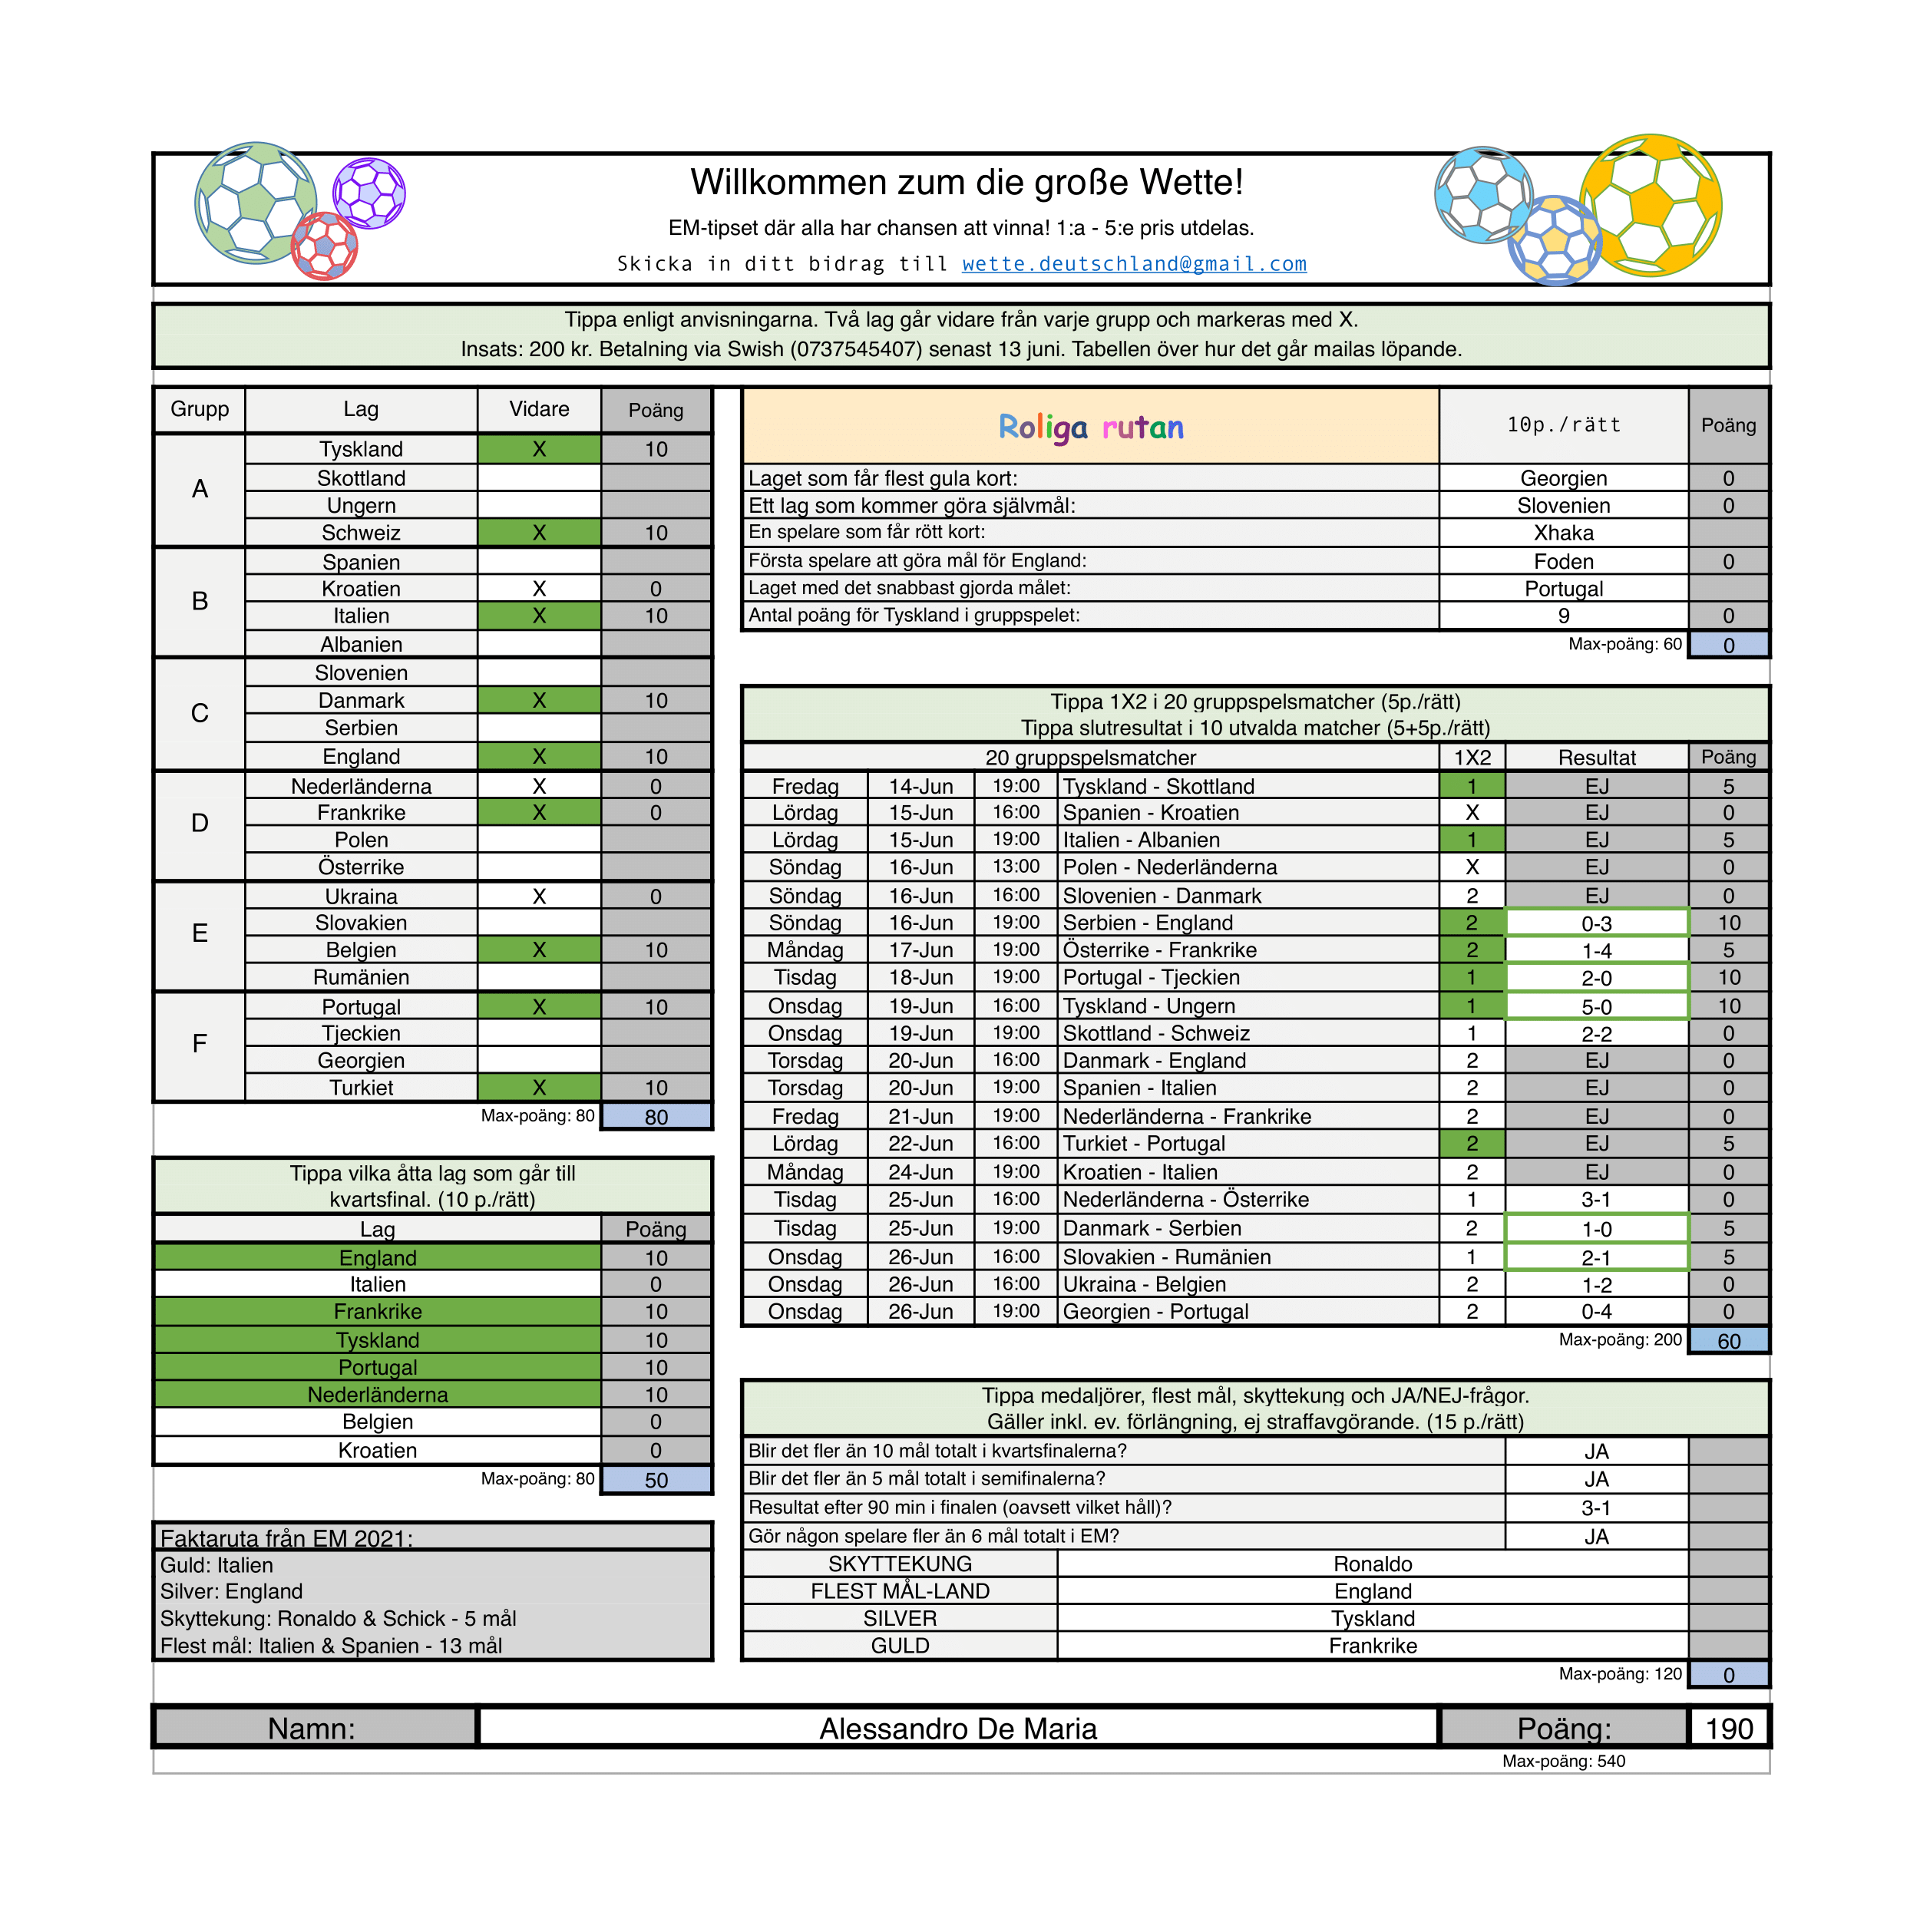 Willkommen zum die große Wette!
EM-tipset där alla har chansen att vinna! 1:a - 5:e pris utdelas.
Skicka in ditt bidrag till wette.deutschland@gmail.com
Tippa enligt anvisningarna. Två lag går vidare från varje grupp och markeras med X.
Insats: 200 kr. Betalning via Swish (0737545407) senast 13 juni. Tabellen över hur det går mailas löpande.
Grupp Lag Vidare Poäng
A
Tyskland X 10
Skottland
Ungern
Schweiz X 10
B
Spanien
Kroatien X 0
Italien X 10
Albanien
C
Slovenien
Danmark X 10
Serbien
England X 10
D
Nederländerna X 0
Frankrike X 0
Polen
Österrike
E
Ukraina X 0
Slovakien
Belgien X 10
Rumänien
F
Portugal X 10
Tjeckien
Georgien
Turkiet X 10
Max-poäng: 80 80
Tippa vilka åtta lag som går till
kvartsfinal. (10 p./rätt)
Lag Poäng
England 10
Italien 0
Frankrike 10
Tyskland 10
Portugal 10
Nederländerna 10
Belgien 0
Kroatien 0
Max-poäng: 80 50
Faktaruta från EM 2021:
Guld: Italien
Silver: England
Skyttekung: Ronaldo & Schick - 5 mål
Flest mål: Italien & Spanien - 13 mål
Roliga rutan 10p./rätt Poäng
Laget som får flest gula kort: Georgien 0
Ett lag som kommer göra självmål: Slovenien 0
En spelare som får rött kort: Xhaka
Första spelare att göra mål för England: Foden 0
Laget med det snabbast gjorda målet: Portugal
Antal poäng för Tyskland i gruppspelet: 9 0
Max-poäng: 60 0
Tippa 1X2 i 20 gruppspelsmatcher (5p./rätt)
Tippa slutresultat i 10 utvalda matcher (5+5p./rätt)
20 gruppspelsmatcher 1X2 Resultat Poäng
Fredag 14-Jun 19:00 Tyskland - Skottland 1 EJ 5
Lördag 15-Jun 16:00 Spanien - Kroatien X EJ 0
Lördag 15-Jun 19:00 Italien - Albanien 1 EJ 5
Söndag 16-Jun 13:00 Polen - Nederländerna X EJ 0
Söndag 16-Jun 16:00 Slovenien - Danmark 2 EJ 0
Söndag 16-Jun 19:00 Serbien - England 2 0-3 10
Måndag 17-Jun 19:00 Österrike - Frankrike 2 1-4 5
Tisdag 18-Jun 19:00 Portugal - Tjeckien 1 2-0 10
Onsdag 19-Jun 16:00 Tyskland - Ungern 1 5-0 10
Onsdag 19-Jun 19:00 Skottland - Schweiz 1 2-2 0
Torsdag 20-Jun 16:00 Danmark - England 2 EJ 0
Torsdag 20-Jun 19:00 Spanien - Italien 2 EJ 0
Fredag 21-Jun 19:00 Nederländerna - Frankrike 2 EJ 0
Lördag 22-Jun 16:00 Turkiet - Portugal 2 EJ 5
Måndag 24-Jun 19:00 Kroatien - Italien 2 EJ 0
Tisdag 25-Jun 16:00 Nederländerna - Österrike 1 3-1 0
Tisdag 25-Jun 19:00 Danmark - Serbien 2 1-0 5
Onsdag 26-Jun 16:00 Slovakien - Rumänien 1 2-1 5
Onsdag 26-Jun 16:00 Ukraina - Belgien 2 1-2 0
Onsdag 26-Jun 19:00 Georgien - Portugal 2 0-4 0
Max-poäng: 200 60
Tippa medaljörer, flest mål, skyttekung och JA/NEJ-frågor.
Gäller inkl. ev. förlängning, ej straffavgörande. (15 p./rätt)
Blir det fler än 10 mål totalt i kvartsfinalerna? JA
Blir det fler än 5 mål totalt i semifinalerna? JA
Resultat efter 90 min i finalen (oavsett vilket håll)? 3-1
Gör någon spelare fler än 6 mål totalt i EM? JA
SKYTTEKUNG Ronaldo
FLEST MÅL-LAND England
SILVER Tyskland
GULD Frankrike
Max-poäng: 120 0
Namn: Alessandro De Maria Poäng: 190
Max-poäng: 540